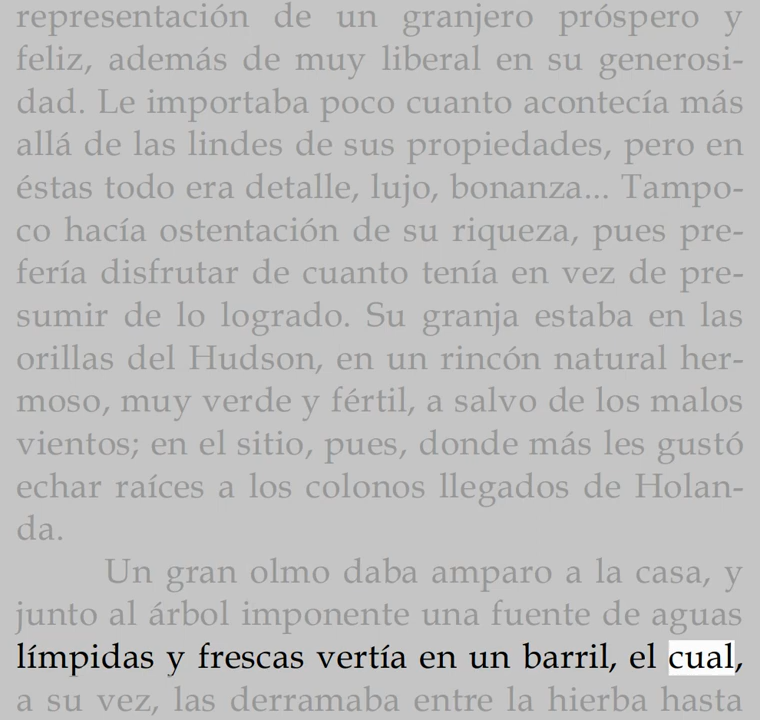 representación de un granjero próspero y
feliz, además de muy liberal en su generosi-
dad. Le importaba poco cuanto acontecía más
allá de las lindes de sus propiedades, pero en
éstas todo era detalle, lujo, bonanza... Tampo-
co hacía ostentación de su riqueza, pues pre-
fería disfrutar de cuanto tenía en vez de pre-
sumir de lo logrado. Su granja estaba en las
orillas del Hudson, en un rincón natural her-
moso, muy verde y fértil, a salvo de los malos
vientos; en el sitio, pues, donde más les gustó
echar raíces a los colonos llegados de Holan-
da.
Un gran olmo daba amparo a la casa, y
junto al árbol imponente una fuente de aguas
límpidas y frescas vertía en un barril, el cual,
a su vez, las derramaba entre la hierba hasta